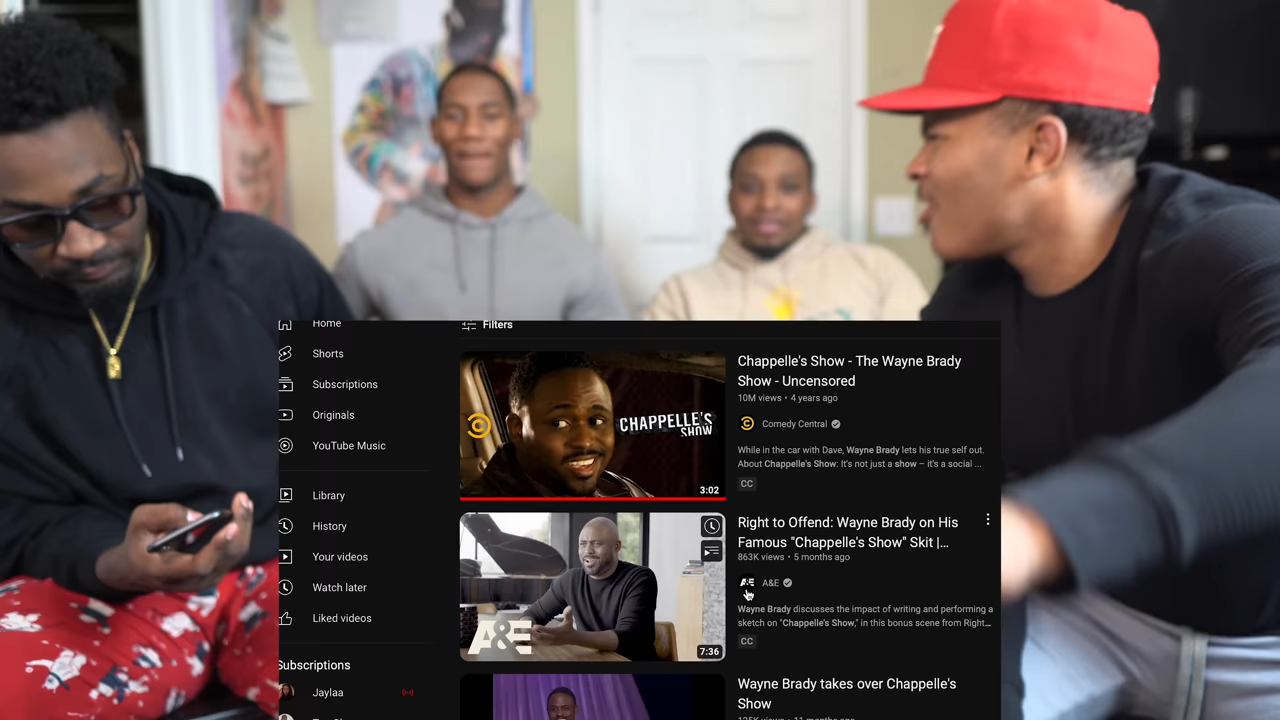 Home
Shorts
Subscriptions
Originals
YouTube Music
Library
History
Your videos
Watch later
Liked videos
Subscriptions
Jaylaa
Filters
CHAPPELLE'S
SHOW
3:02
Chappelle's Show - The Wayne Brady
Show - Uncensored
10M views • 4 years ago
Comedy Central
While in the car with Dave, Wayne Brady lets his true self out.
About Chappelle's Show: It's not just a show – it's a social ...
CC
A&E
7:36
Right to Offend: Wayne Brady on His
Famous "Chappelle's Show" Skit |...
863K views • 5 months ago
A&E
A&E
Wayne Brady discusses the impact of writing and performing a
sketch on "Chappelle's Show," in this bonus scene from Right...
CC
Wayne Brady takes over Chappelle's
Show